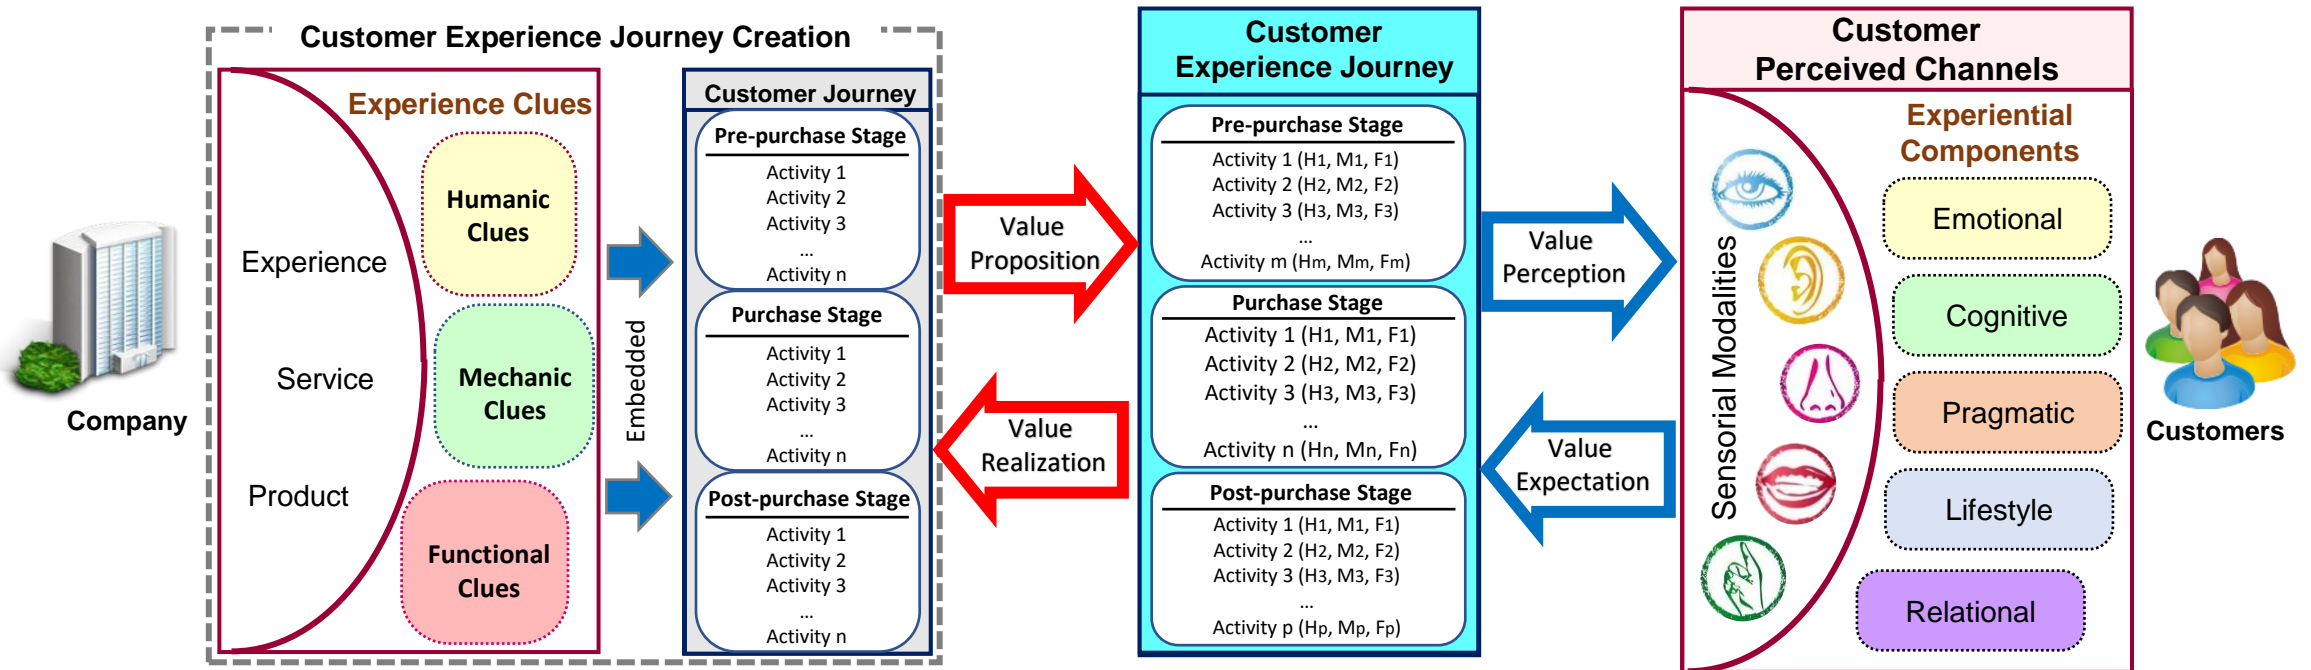 Customer Experience Journey Creation
Company
Experience
Service
Product
Experience Clues
Humanic
Clues
Mechanic
Clues
Functional
Clues
Embedded
Customer Journey
Pre-purchase Stage
Activity 1
Activity 2
Activity 3
...
Activity n
Purchase Stage
Activity 1
Activity 2
Activity 3
...
Activity n
Post-purchase Stage
Activity 1
Activity 2
Activity 3
...
Activity n
Value
Proposition
Value
Realization
Customer
Experience Journey
Pre-purchase Stage
Activity 1 (H1, M1, F1)
Activity 2 (H2, M2, F2)
Activity 3 (H3, M3, F3)
...
Activity m (Hm, Mm, Fm)
Purchase Stage
Activity 1 (H1, M1, F1)
Activity 2 (H2, M2, F2)
Activity 3 (H3, M3, F3)
...
Activity n (Hn, Mn, Fn)
Post-purchase Stage
Activity 1 (H1, M1, F1)
Activity 2 (H2, M2, F2)
Activity 3 (H3, M3, F3)
...
Activity p (Hp, Mp, Fp)
Value
Perception
Value
Expectation
Customer
Perceived Channels
Sensorial Modalities
Experiential
Components
Emotional
Cognitive
Pragmatic
Lifestyle
Relational
Customers